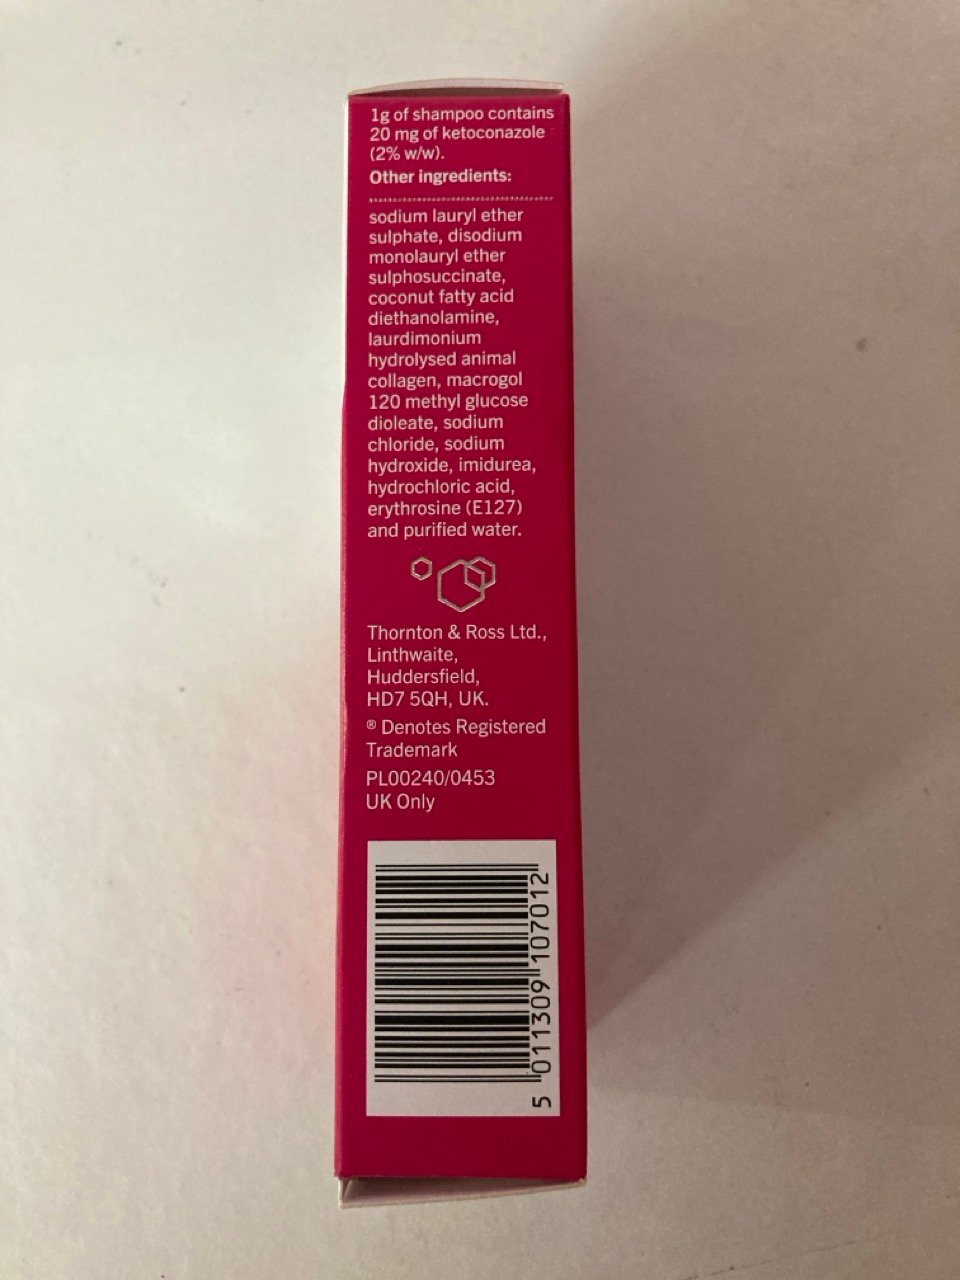 1g of shampoo contains
20 mg of ketoconazole
(2% w/w).
Other ingredients:
sodium lauryl ether
sulphate, disodium
monolauryl ether
sulphosuccinate,
coconut fatty acid
diethanolamine,
laurdimonium
hydrolysed animal
collagen, macrogol
120 methyl glucose
dioleate, sodium
chloride, sodium
hydroxide, imidurea,
hydrochloric acid,
erythrosine (E127)
and purified water.
Thornton & Ross Ltd.,
Linthwaite,
Huddersfield,
HD7 5QH, UK.
® Denotes Registered
Trademark
PL00240/0453
UK Only
5 011309 107012